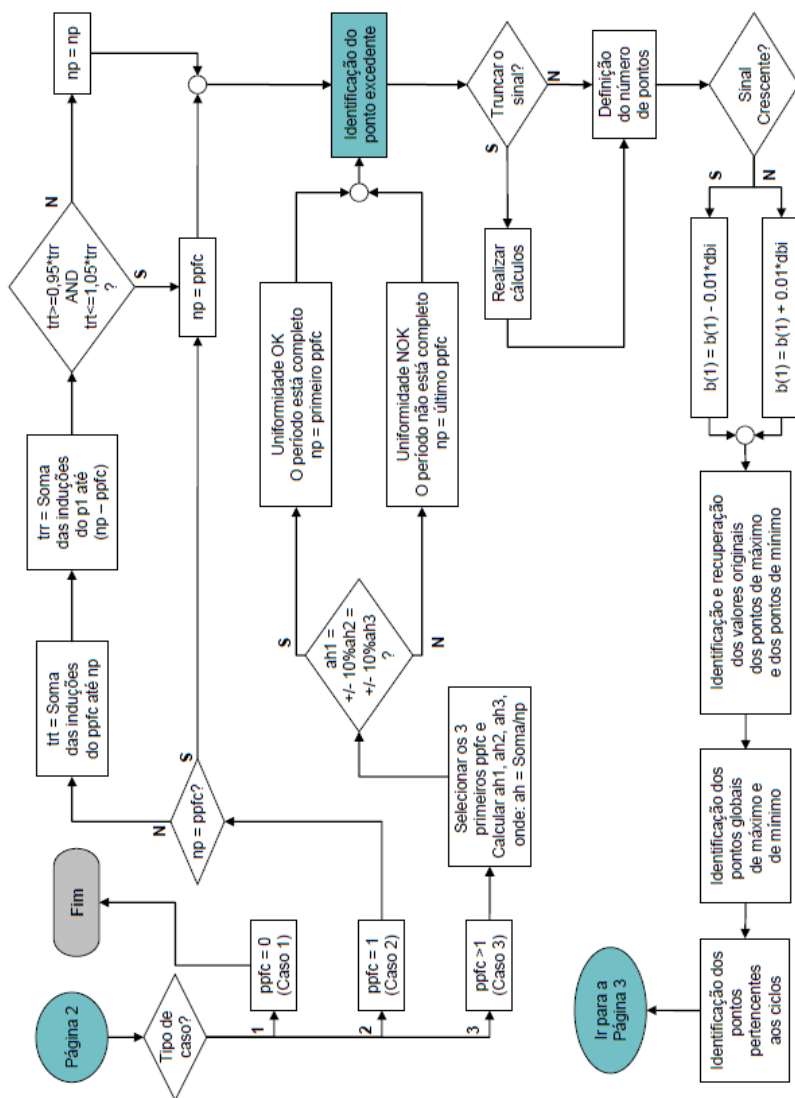 Página 2
Tipo de
caso?
1
2
3
ppfc = 0
(Caso 1)
Fim
ppfc = 1
(Caso 2)
ppfc >1
(Caso 3)
np = ppfc?
N
S
trt = Soma
das induções
do ppfc até np
trr = Soma
das induções
do p1 até
(np – ppfc)
trt>=0,95*trr
AND
trt<=1,05*trr
?
N
S
np = np
np = ppfc
Selecionar os 3
primeiros ppfc e
Calcular ah1, ah2, ah3,
onde: ah = Soma/np
ah1 =
+/- 10%ah2 =
+/- 10%ah3
?
S
N
Uniformidade OK
O período está completo
np = primeiro ppfc
Uniformidade NOK
O período não está completo
np = último ppfc
Identificação do
ponto excedente
Truncar o
sinal?
S
N
Realizar
cálculos
Definição
do número
de pontos
Sinal
Crescente?
S
N
b(1) = b(1) - 0.01*dbi
b(1) = b(1) + 0.01*dbi
Identificação e recuperação
dos valores originais
dos pontos de máximo
e dos pontos de mínimo
Identificação dos
pontos globais
de máximo e
de mínimo
Identificação dos
pontos
pertencentes
aos ciclos
Ir para a
Página 3